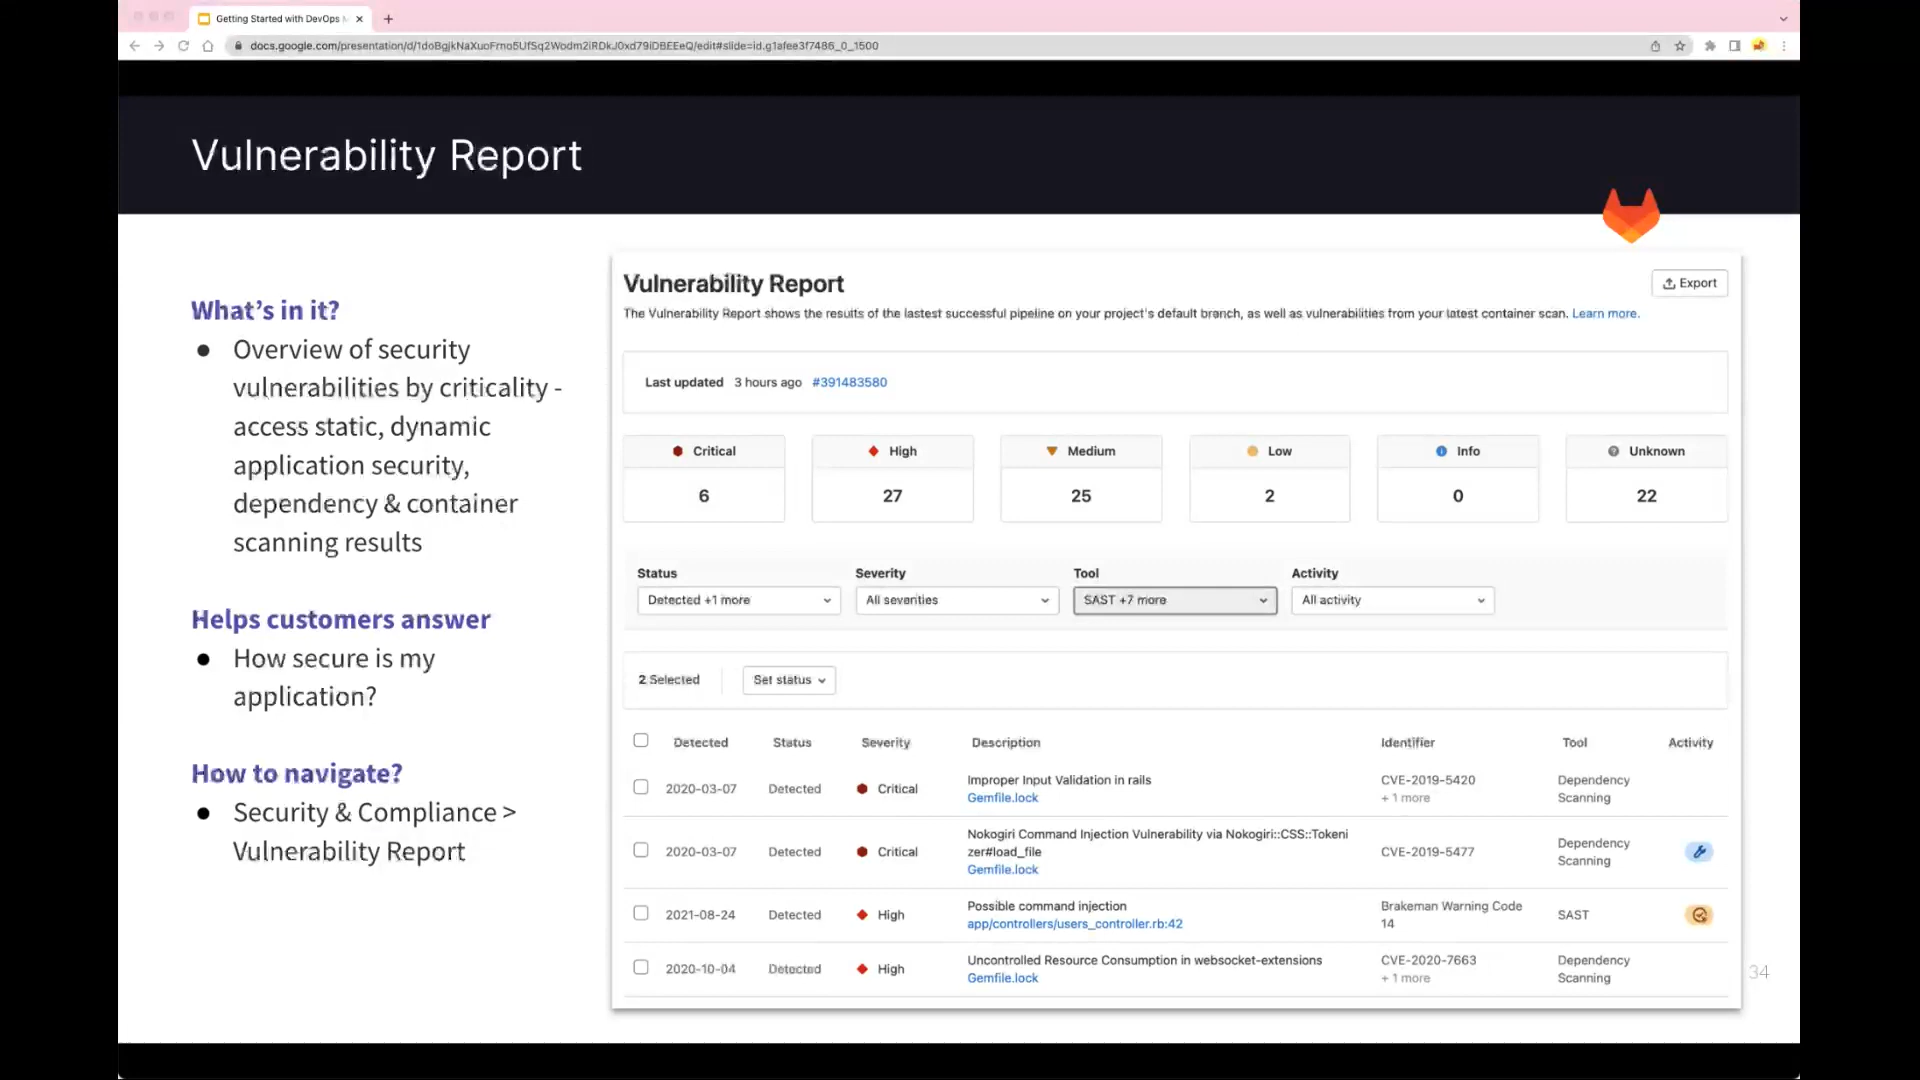 Getting Started with DevOps M
docs.google.com/presentation/d/1doBgjkNaXuoFmo5UfSq2Wodm2iRDkJ0xd79iDBEEeQ/edit#slide=id.g1afee3f7486_0_1500
Vulnerability Report
What's in it?
● Overview of security
vulnerabilities by criticality -
access static, dynamic
application security,
dependency & container
scanning results
Helps customers answer
● How secure is my
application?
How to navigate?
● Security & Compliance >
Vulnerability Report
Vulnerability Report
Export
The Vulnerability Report shows the results of the lastest successful pipeline on your project's default branch, as well as vulnerabilities from your latest container scan. Learn more.
Last updated 3 hours ago #391483580
Critical High Medium Low Info Unknown
6 27 25 2 0 22
Status Severity Tool Activity
Detected +1 more All severities SAST +7 more All activity
2 Selected Set status
Detected Status Severity Description Identifier Tool Activity
2020-03-07 Detected Critical Improper Input Validation in rails
Gemfile.lock
CVE-2019-5420
+ 1 more
Dependency
Scanning
2020-03-07 Detected Critical Nokogiri Command Injection Vulnerability via Nokogiri::CSS::Tokeni
zer#load_file
Gemfile.lock
CVE-2019-5477
Dependency
Scanning
2021-08-24 Detected High Possible command injection
app/controllers/users_controller.rb:42
Brakeman Warning Code
14
SAST
2020-10-04 Detected High Uncontrolled Resource Consumption in websocket-extensions
Gemfile.lock
CVE-2020-7663
+ 1 more
Dependency
Scanning
34